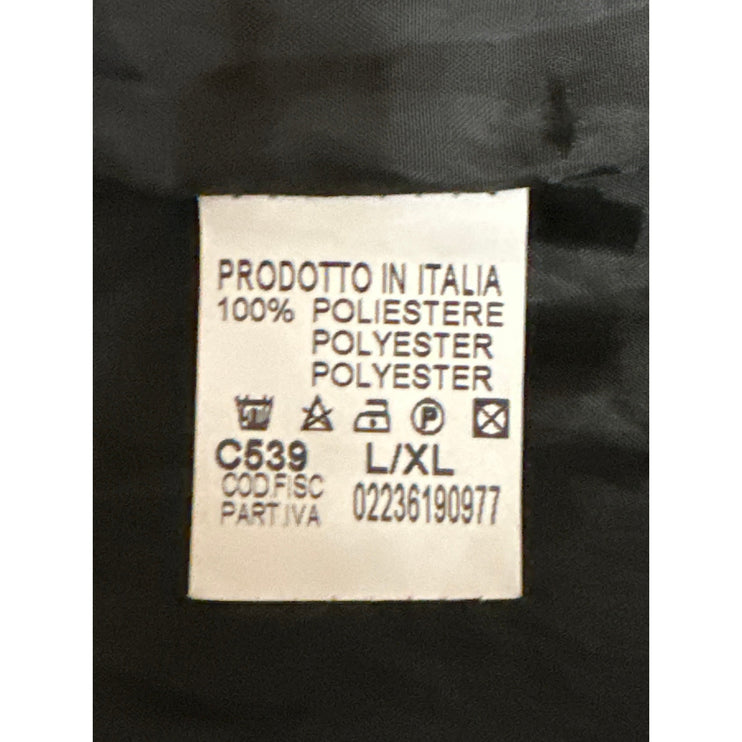 PRODOTTO IN ITALIA
100% POLIESTERE
POLYESTER
POLYESTER
P
C539 L/XL
COD.FISC
PART.IVA 02236190977